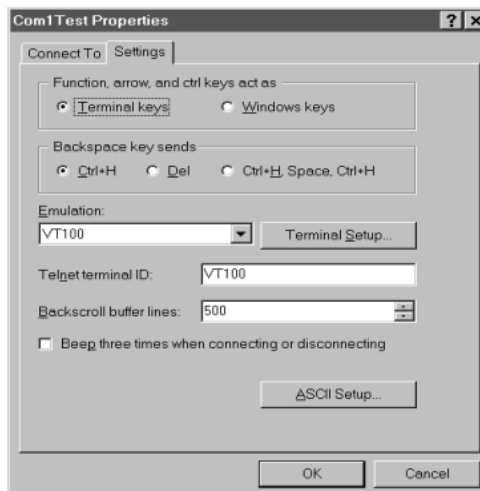 Com1Test Properties
Connect To
Settings
Function, arrow, and ctrl keys act as
Terminal keys
Windows keys
Backspace key sends
Ctrl+H
Del
Ctrl+H, Space, Ctrl+H
Emulation:
VT100
Terminal Setup...
Telnet terminal ID:
VT100
Backscroll buffer lines:
500
Beep three times when connecting or disconnecting
ASCII Setup...
OK
Cancel